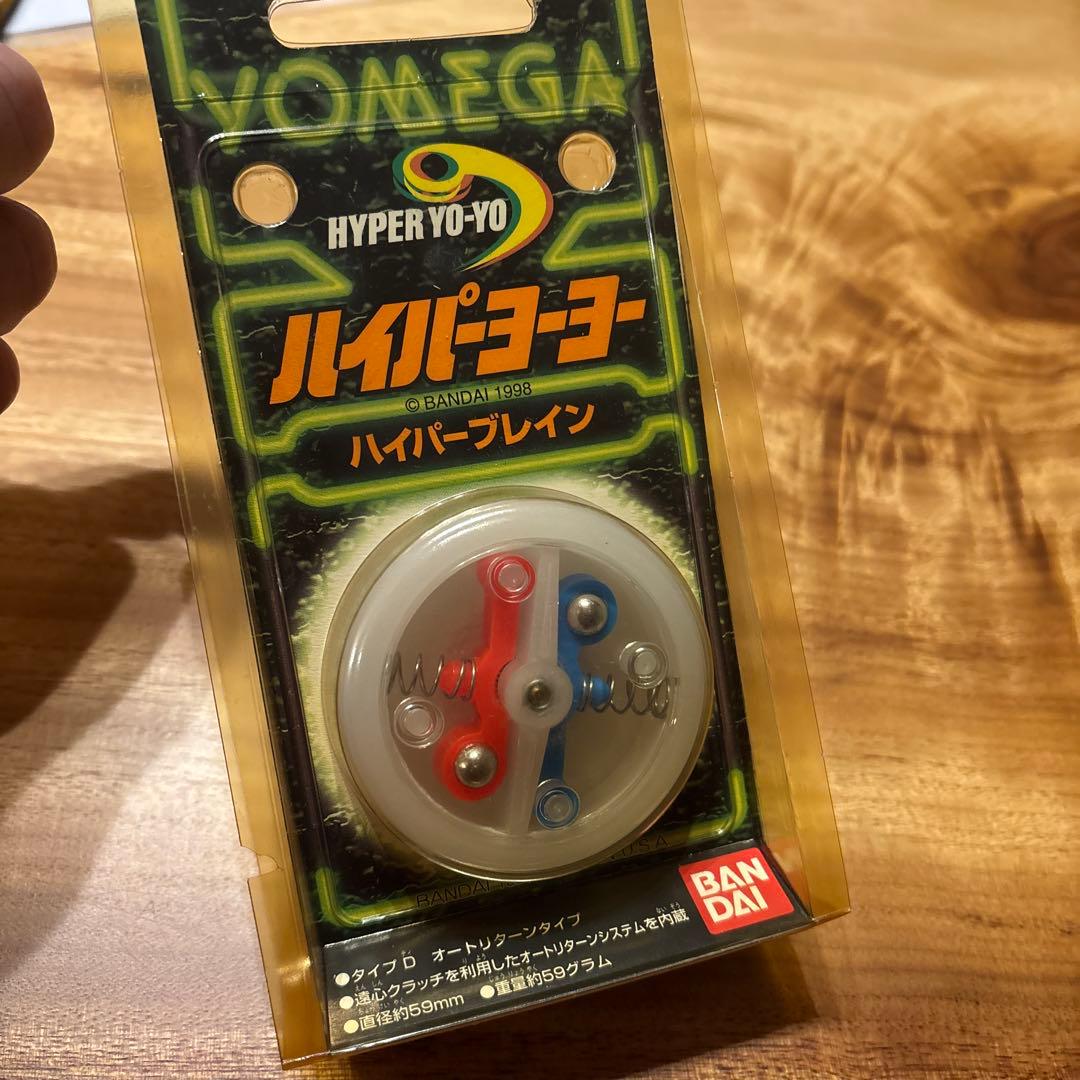 YOMEGA
HYPER YO-YO
ハイパーヨーヨー
© BANDAI 1998
ハイパーブレイン
U.S.A.
BANDAI
BAN
DAI
●タイプD オートリターンタイプ
●遠心クラッチを利用したオートリターンシステムを内蔵
●直径約59mm ●重量約59グラム